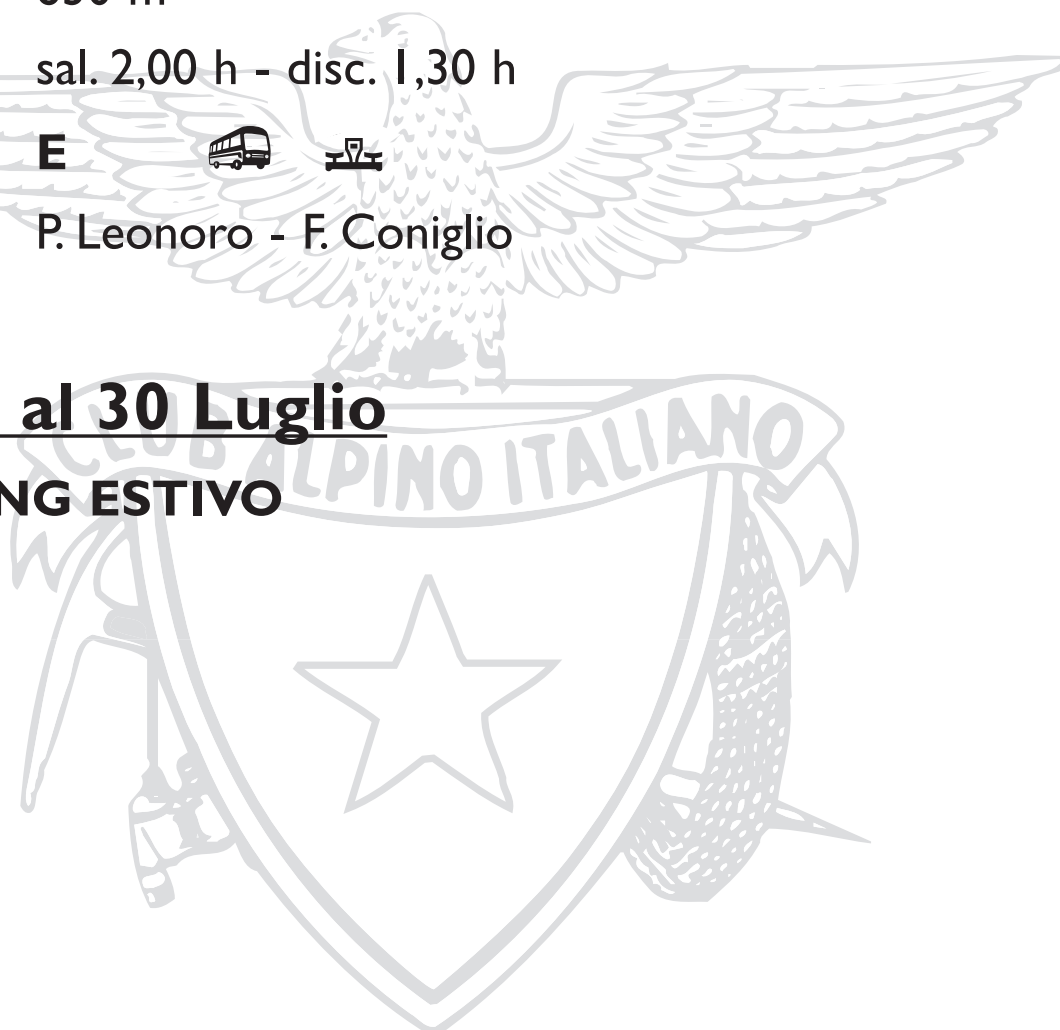 sal. 2,00 h - disc. 1,30 h
E
P. Leonoro - F. Coniglio
al 30 Luglio
CLUB ALPINO ITALIANO
NG ESTIVO